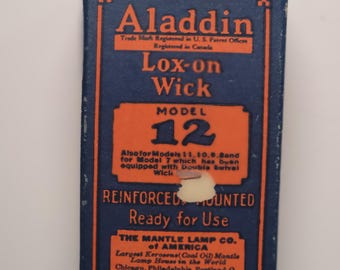 Aladdin
Trade Mark Registered in U.S. Patent Office
Registered in Canada
Lox-on
Wick
MODEL
12
Also for Models 11, 10, 9, 8 and
for Model 7 which has been
equipped with Double Swivel
Wick
REINFORCED MOUNTED
Ready for Use
THE MANTLE LAMP CO.
of AMERICA
Largest Kerosene (Coal Oil) Mantle
Lamp House in the World
Chicago, Philadelphia,